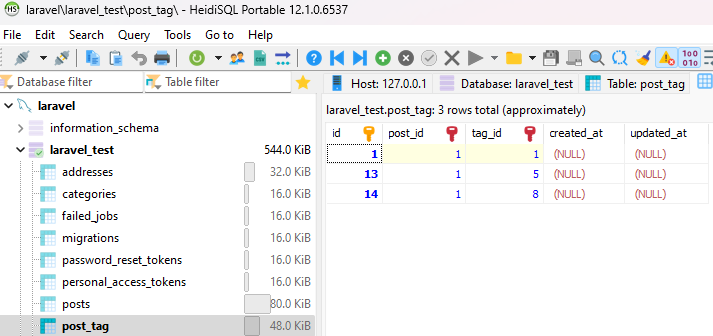 laravel\laravel_test\post_tag\ - HeidiSQL Portable 12.1.0.6537
File Edit Search Query Tools Go to Help
Database filter Table filter Host: 127.0.0.1 Database: laravel_test Table: post_tag
laravel
information_schema
laravel_test 544.0 KiB
addresses 32.0 KiB
categories 16.0 KiB
failed_jobs 16.0 KiB
migrations 16.0 KiB
password_reset_tokens 16.0 KiB
personal_access_tokens 16.0 KiB
posts 80.0 KiB
post_tag 48.0 KiB
laravel_test.post_tag: 3 rows total (approximately)
id post_id tag_id created_at updated_at
1 1 1 (NULL) (NULL)
13 1 5 (NULL) (NULL)
14 1 8 (NULL) (NULL)